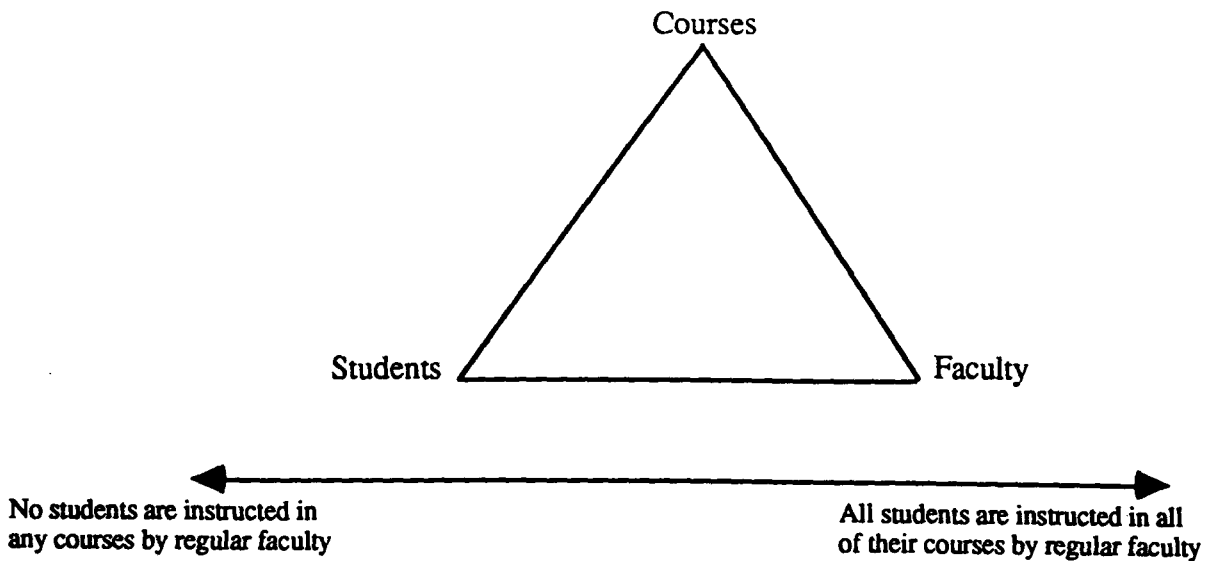 Courses
Students
Faculty
No students are instructed in
any courses by regular faculty
All students are instructed in all
of their courses by regular faculty